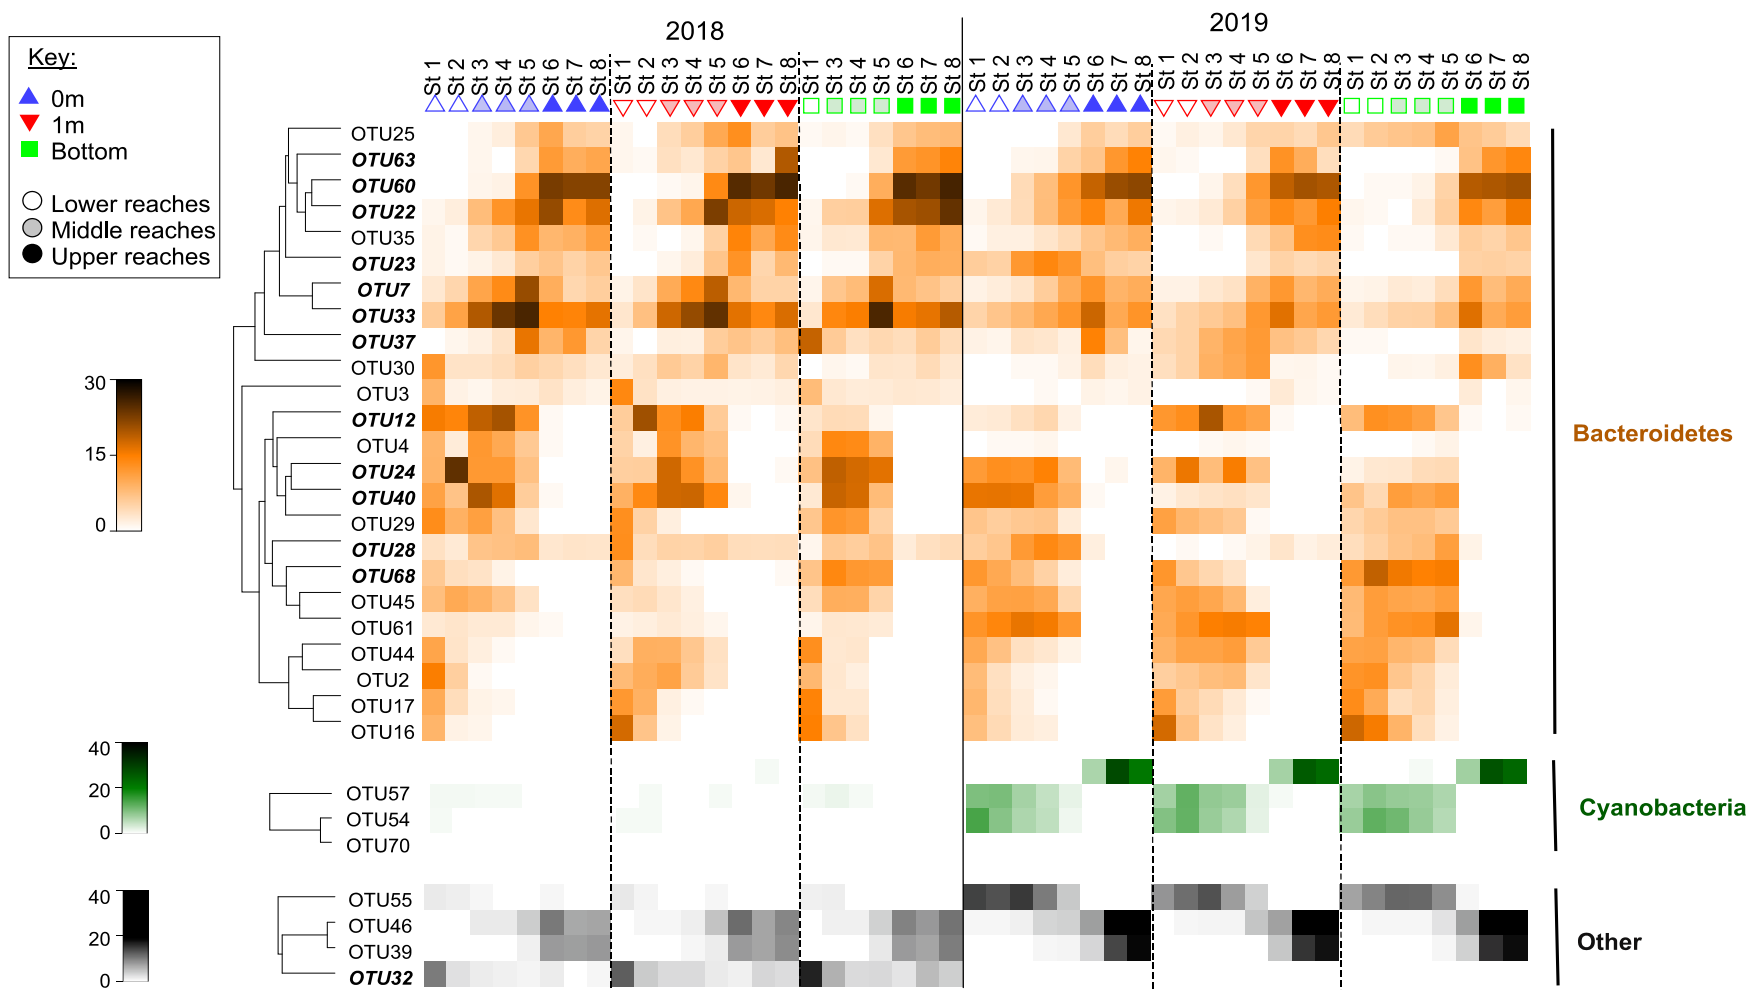 2018
2019
Key:
0m
1m
Bottom
Lower reaches
Middle reaches
Upper reaches
St 1 St 2 St 3 St 4 St 5 St 6 St 7 St 8 St 1 St 2 St 3 St 4 St 5 St 6 St 7 St 8 St 1 St 2 St 3 St 4 St 5 St 6 St 7 St 8 St 1 St 2 St 3 St 4 St 5 St 6 St 7 St 8 St 1 St 2 St 3 St 4 St 5 St 6 St 7 St 8 St 1 St 2 St 3 St 4 St 5 St 6 St 7 St 8
OTU25
OTU63
OTU60
OTU22
OTU35
OTU23
OTU7
OTU33
OTU37
OTU30
OTU3
OTU12
OTU4
OTU24
OTU40
OTU29
OTU28
OTU68
OTU45
OTU61
OTU44
OTU2
OTU17
OTU16
30
15
0
Bacteroidetes
40
20
0
OTU57
OTU54
OTU70
Cyanobacteria
40
20
0
OTU55
OTU46
OTU39
OTU32
Other